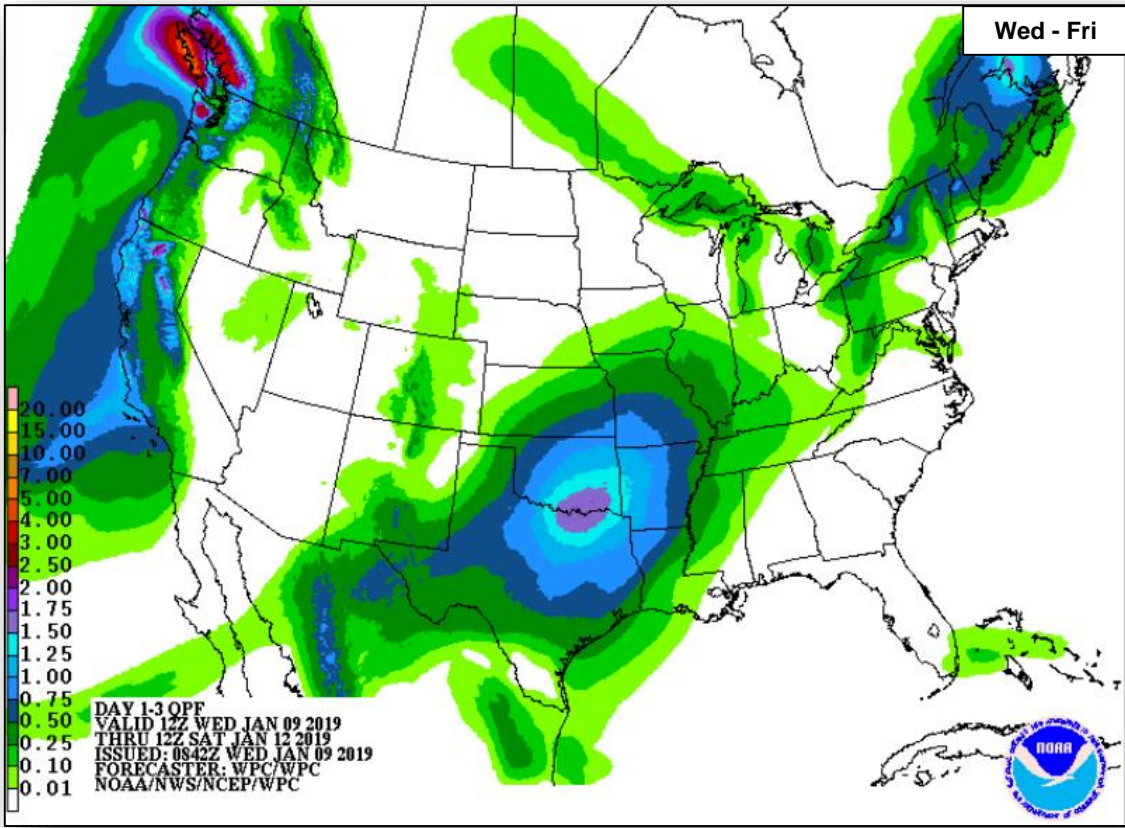 Wed - Fri
20.00
15.00
10.00
7.00
5.00
4.00
3.00
2.50
2.00
1.75
1.50
1.25
1.00
0.75
0.50
0.25
0.10
0.01
DAY 1-3 QPF
VALID 12Z WED JAN 09 2019
THRU 12Z SAT JAN 12 2019
ISSUED: 0842Z WED JAN 09 2019
FORECASTER: WPC/WPC
NOAA/NWS/NCEP/WPC
NOAA